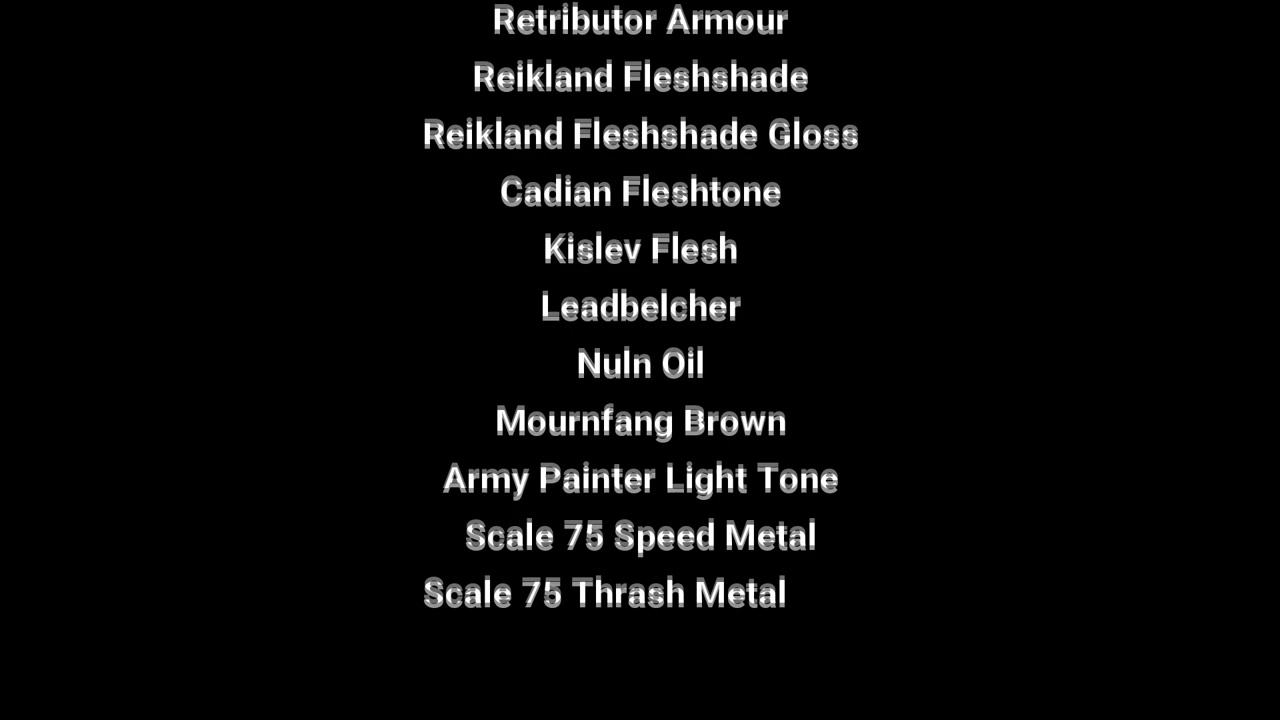 Retributor Armour
Reikland Fleshshade
Reikland Fleshshade Gloss
Cadian Fleshtone
Kislev Flesh
Leadbelcher
Nuln Oil
Mournfang Brown
Army Painter Light Tone
Scale 75 Speed Metal
Scale 75 Thrash Metal